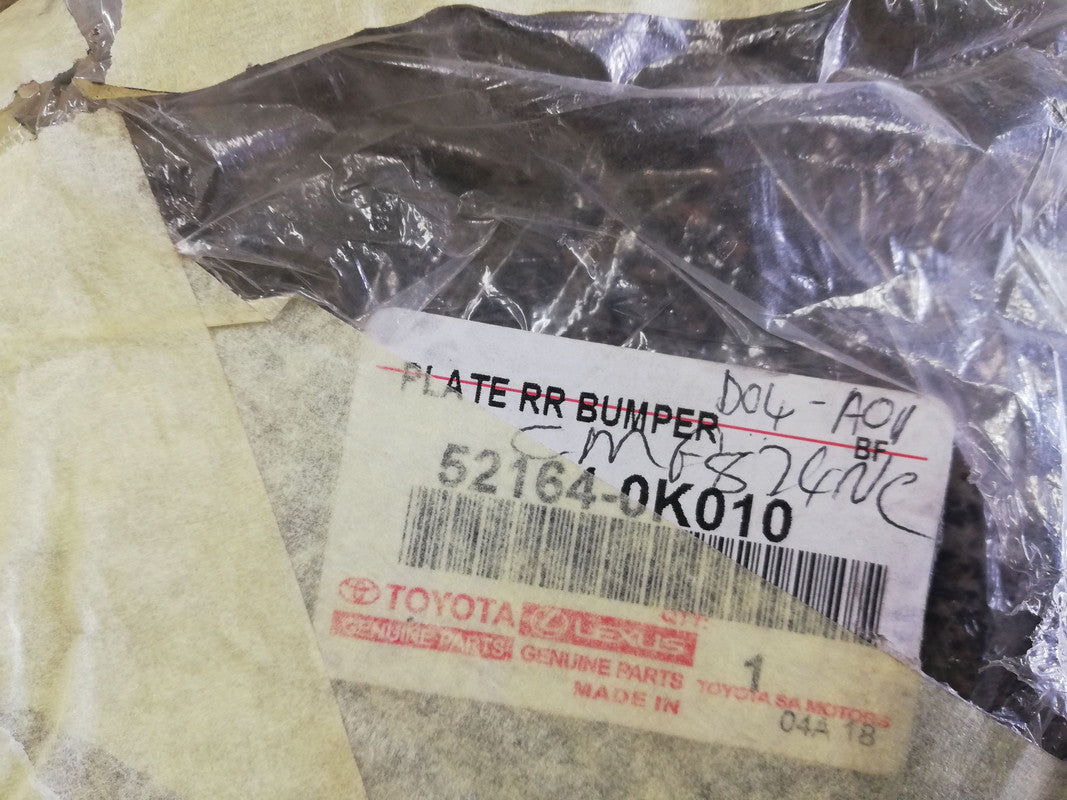 PLATE RR BUMPER
D04-A01
BF
52164-0K010
TOYOTA
GENUINE PARTS
LEXUS
GENUINE PARTS
MADE IN
QTY
1
TOYOTA SA MOTORS
04A 18